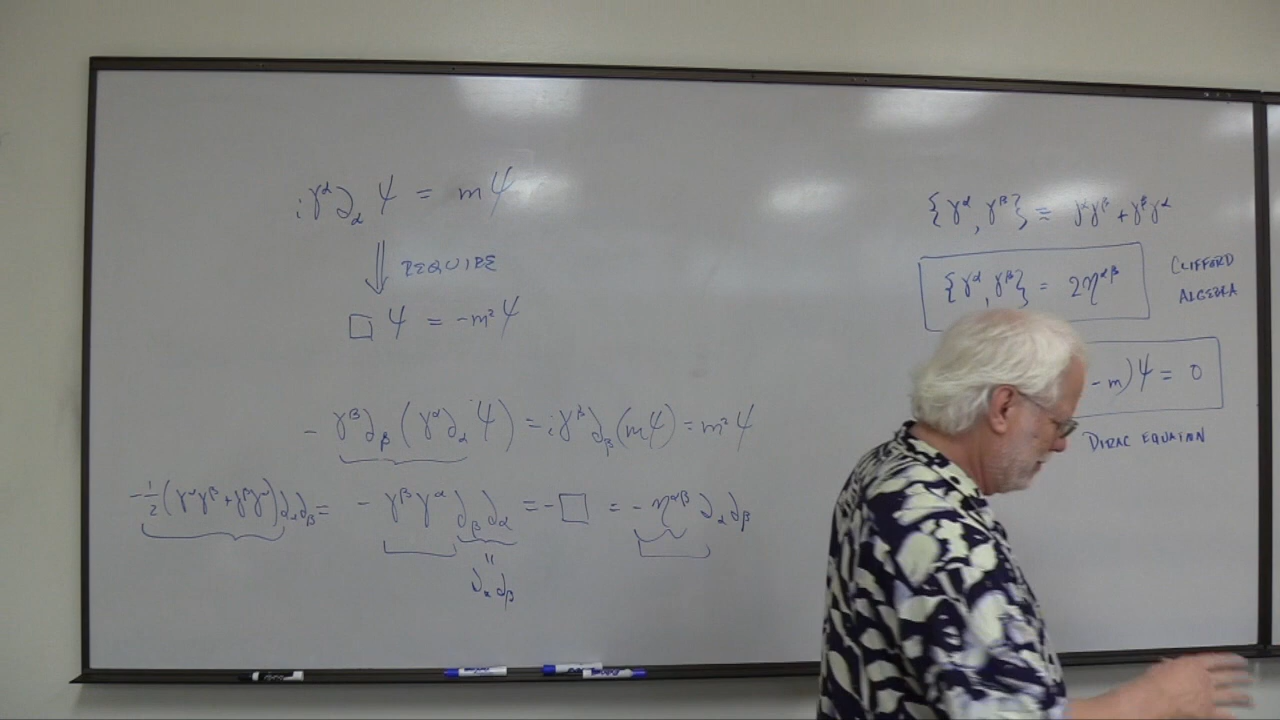 iγ^α ∂_α ψ = mψ
⇓ REQUIRE
□ψ = -m²ψ
- γ^β ∂_β (γ^α ∂_α ψ) = iγ^β ∂_β (mψ) = m²ψ
-½(γ^α γ^β + γ^β γ^α)∂_α ∂_β = - γ^β γ^α ∂_β ∂_α = -□ = -η^{αβ} ∂_α ∂_β
"
∂_α ∂_β
{γ^α, γ^β} ≡ γ^α γ^β + γ^β γ^α
{γ^α, γ^β} = 2η^{αβ}
CLIFFORD
ALGEBRA
- m)ψ = 0
DIRAC EQUATION